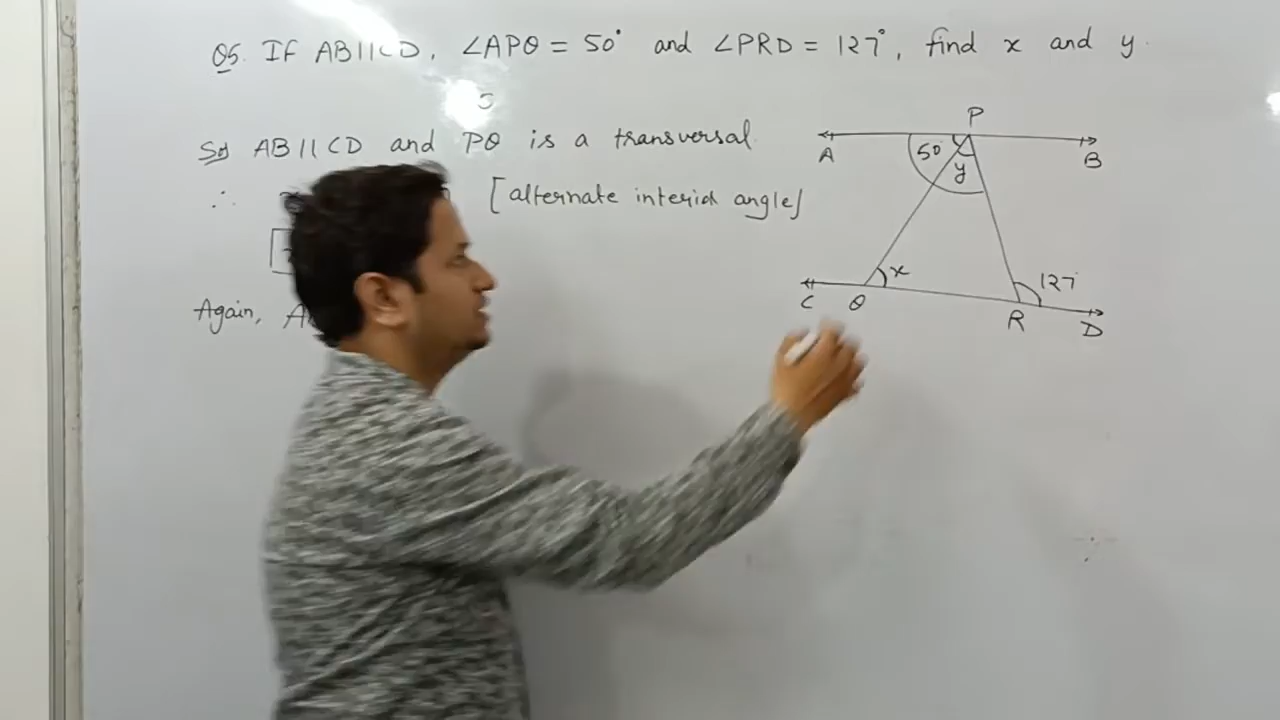 Q5. If AB||CD, ∠APQ = 50° and ∠PRD = 127°, find x and y.
Sol AB||CD and PQ is a transversal.
∴ [alternate interior angle]
Again, A
P
A 50° B
y
x 127°
C Q R D